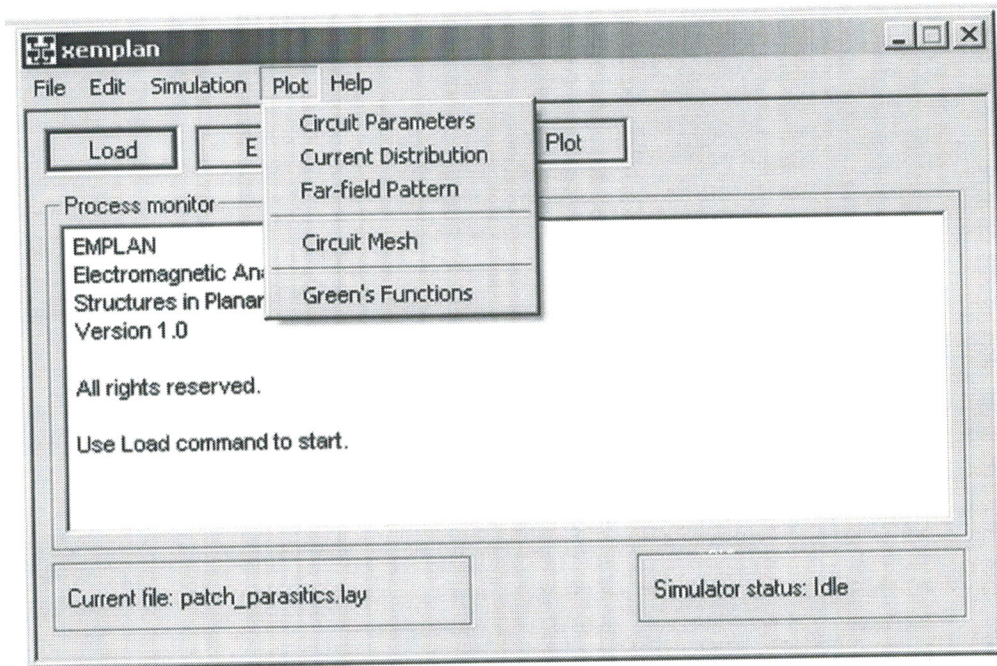 xemplan
File Edit Simulation Plot Help
Load E Plot
Circuit Parameters
Current Distribution
Far-field Pattern
Circuit Mesh
Green's Functions
Process monitor
EMPLAN
Electromagnetic An
Structures in Planar
Version 1.0
All rights reserved.
Use Load command to start.
Current file: patch_parasitics.lay
Simulator status: Idle